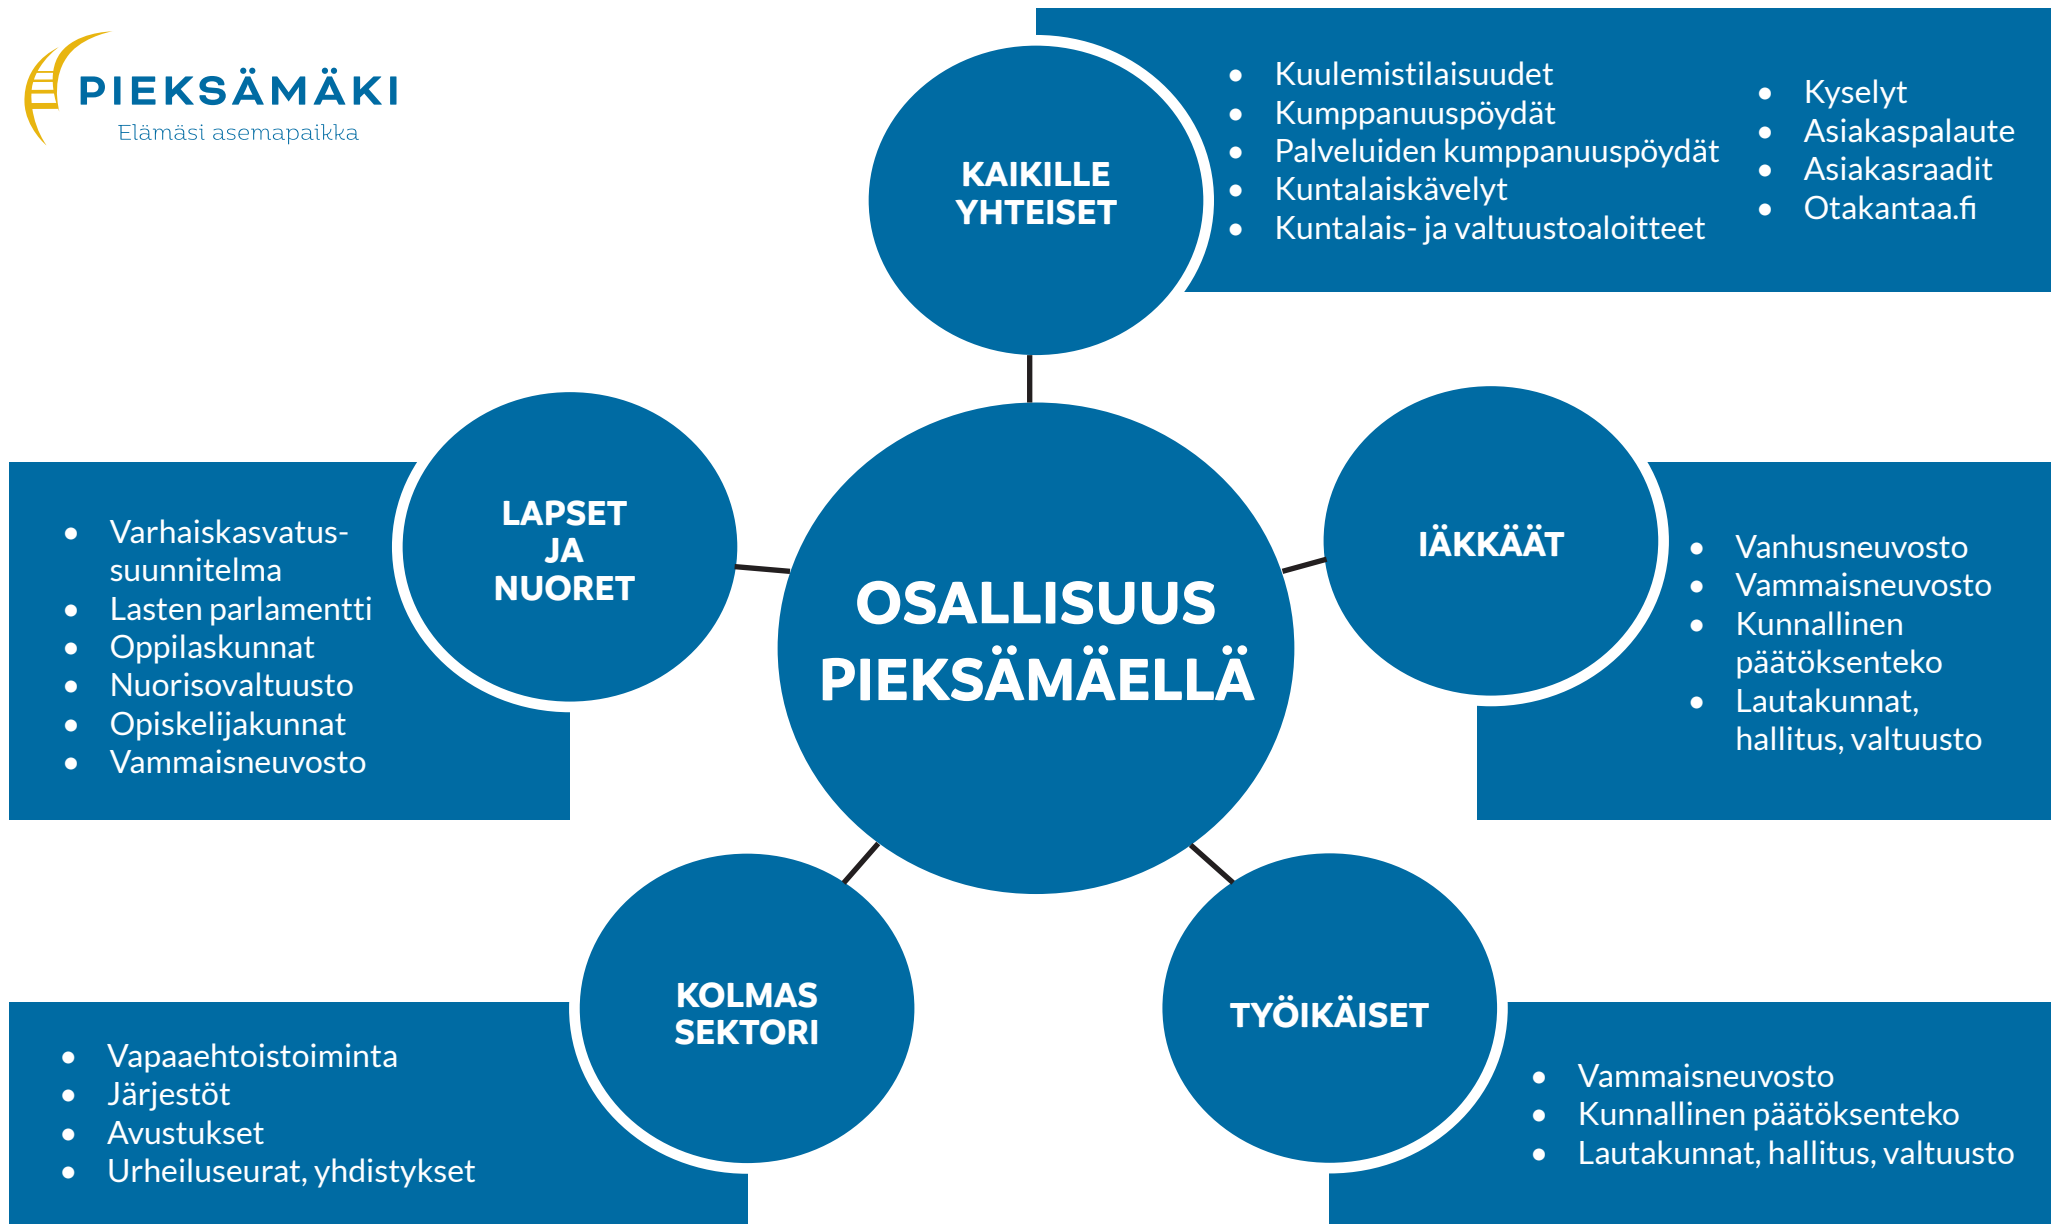 PIEKSÄMÄKI
Elämäsi asemapaikka
KAIKILLE
YHTEISET
• Kuulemistilaisuudet
• Kumppanuuspöydät
• Palveluiden kumppanuuspöydät
• Kuntalaiskävelyt
• Kuntalais- ja valtuustoaloitteet
• Kyselyt
• Asiakaspalaute
• Asiakasraadit
• Otakantaa.fi
LAPSET
JA
NUORET
• Varhaiskasvatus-
suunnitelma
• Lasten parlamentti
• Oppilaskunnat
• Nuorisovaltuusto
• Opiskelijakunnat
• Vammaisneuvosto
OSALLISUUS
PIEKSÄMÄELLÄ
IÄKKÄÄT
• Vanhusneuvosto
• Vammaisneuvosto
• Kunnallinen
päätöksenteko
• Lautakunnat,
hallitus, valtuusto
KOLMAS
SEKTORI
• Vapaaehtoistoiminta
• Järjestöt
• Avustukset
• Urheiluseurat, yhdistykset
TYÖIKÄISET
• Vammaisneuvosto
• Kunnallinen päätöksenteko
• Lautakunnat, hallitus, valtuusto